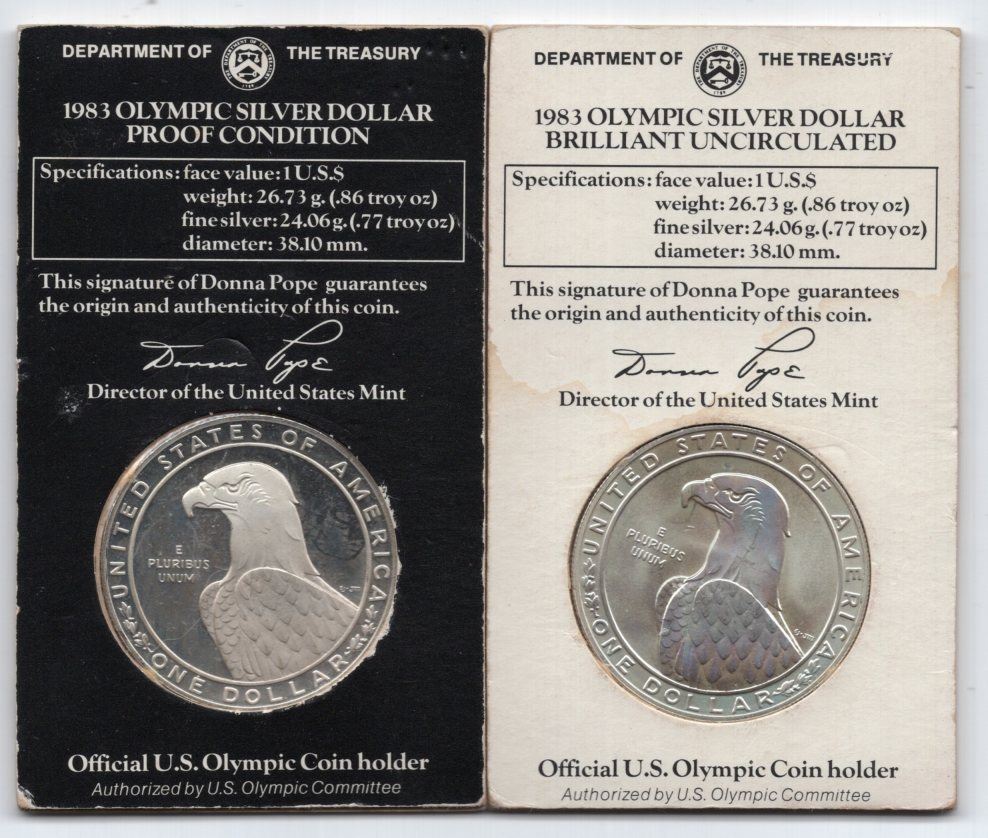 DEPARTMENT OF THE TREASURY
1983 OLYMPIC SILVER DOLLAR
PROOF CONDITION
Specifications: face value: 1 U.S.$
weight: 26.73 g. (.86 troy oz)
fine silver: 24.06 g. (.77 troy oz)
diameter: 38.10 mm.
This signature of Donna Pope guarantees
the origin and authenticity of this coin.
Donna Pope
Director of the United States Mint
UNITED STATES OF AMERICA
E
PLURIBUS
UNUM
ONE DOLLAR
Official U.S. Olympic Coin holder
Authorized by U.S. Olympic Committee
DEPARTMENT OF THE TREASURY
1983 OLYMPIC SILVER DOLLAR
BRILLIANT UNCIRCULATED
Specifications: face value: 1 U.S.$
weight: 26.73 g. (.86 troy oz)
fine silver: 24.06 g. (.77 troy oz)
diameter: 38.10 mm.
This signature of Donna Pope guarantees
the origin and authenticity of this coin.
Donna Pope
Director of the United States Mint
UNITED STATES OF AMERICA
E
PLURIBUS
UNUM
ONE DOLLAR
Official U.S. Olympic Coin holder
Authorized by U.S. Olympic Committee